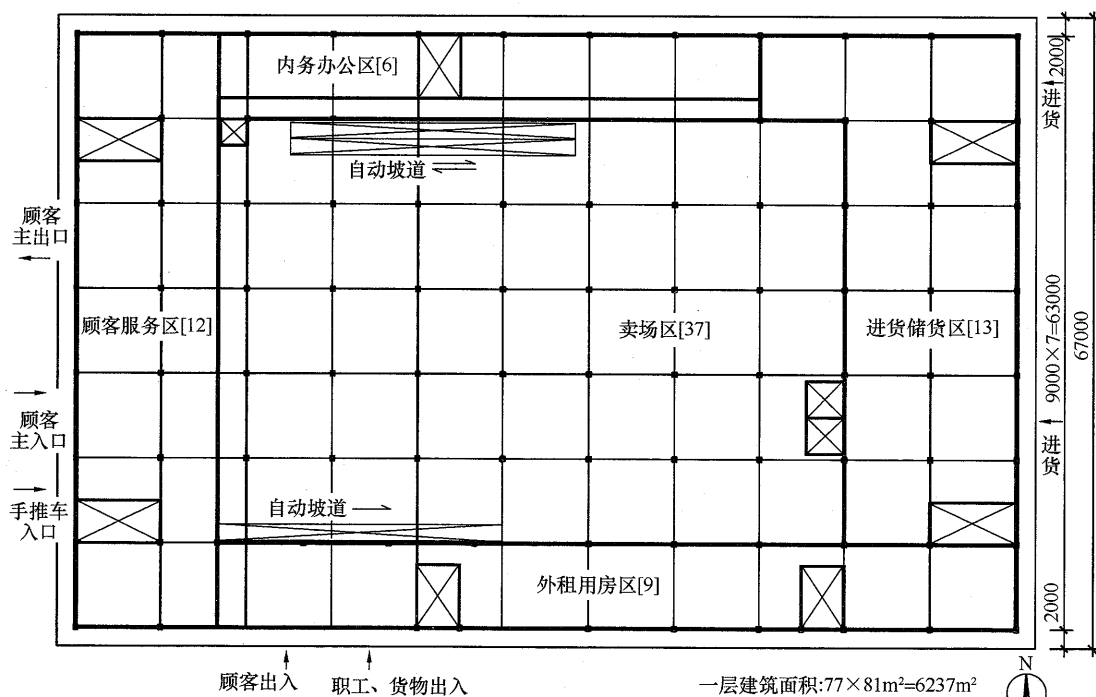 内务办公区[6]
2000
进货
自动坡道
顾客
主出口
顾客服务区[12]
卖场区[37]
进货储货区[13]
9000×7=63000
67000
顾客
主入口
进货
手推车
入口
自动坡道
外租用房区[9]
2000
顾客出入
职工、货物出入
一层建筑面积:77×81m²=6237m²
N